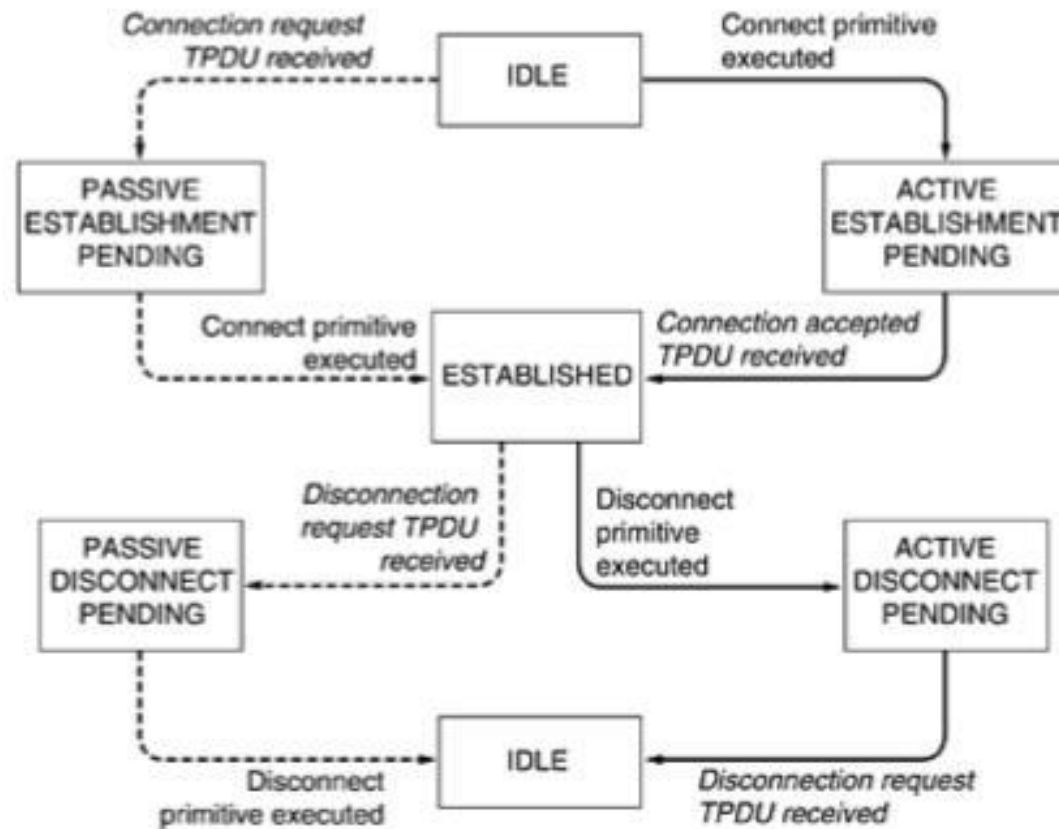 Connection request
TPDU received
IDLE
Connect primitive
executed
PASSIVE
ESTABLISHMENT
PENDING
ACTIVE
ESTABLISHMENT
PENDING
Connect primitive
executed
ESTABLISHED
Connection accepted
TPDU received
Disconnection
request TPDU
received
Disconnect
primitive
executed
PASSIVE
DISCONNECT
PENDING
ACTIVE
DISCONNECT
PENDING
IDLE
Disconnect
primitive executed
Disconnection request
TPDU received